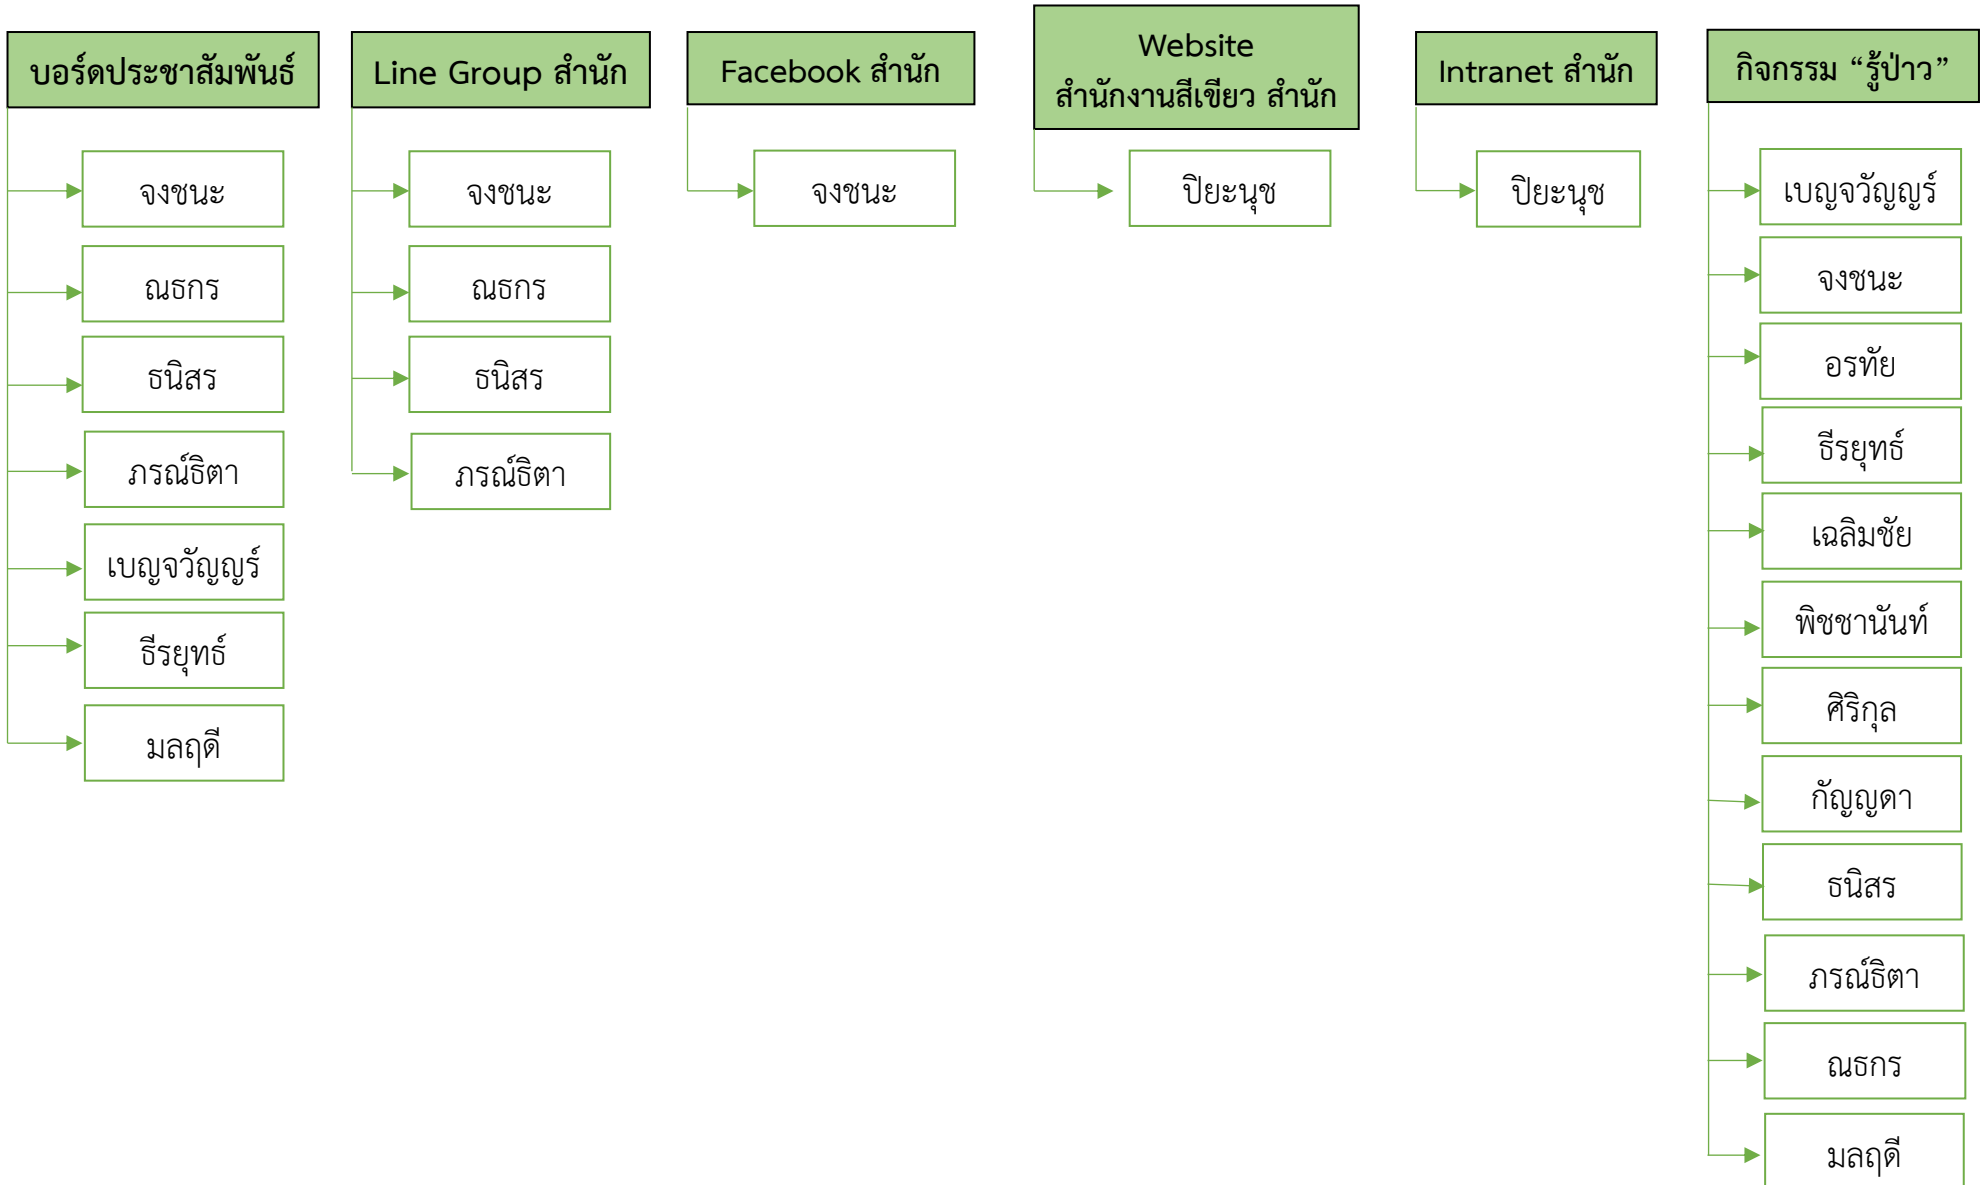 บอร์ดประชาสัมพันธ์
จงชนะ
ณธกร
ธนิสร
ภรณ์ธิตา
เบญจวัญญร์
ธีรยุทธ์
มลฤดี
Line Group สำนัก
จงชนะ
ณธกร
ธนิสร
ภรณ์ธิตา
Facebook สำนัก
จงชนะ
Website
สำนักงานสีเขียว สำนัก
ปิยะนุช
Intranet สำนัก
ปิยะนุช
กิจกรรม “รู้ป่าว”
เบญจวัญญร์
จงชนะ
อรทัย
ธีรยุทธ์
เฉลิมชัย
พิชชานันท์
ศิริกุล
กัญญดา
ธนิสร
ภรณ์ธิตา
ณธกร
มลฤดี